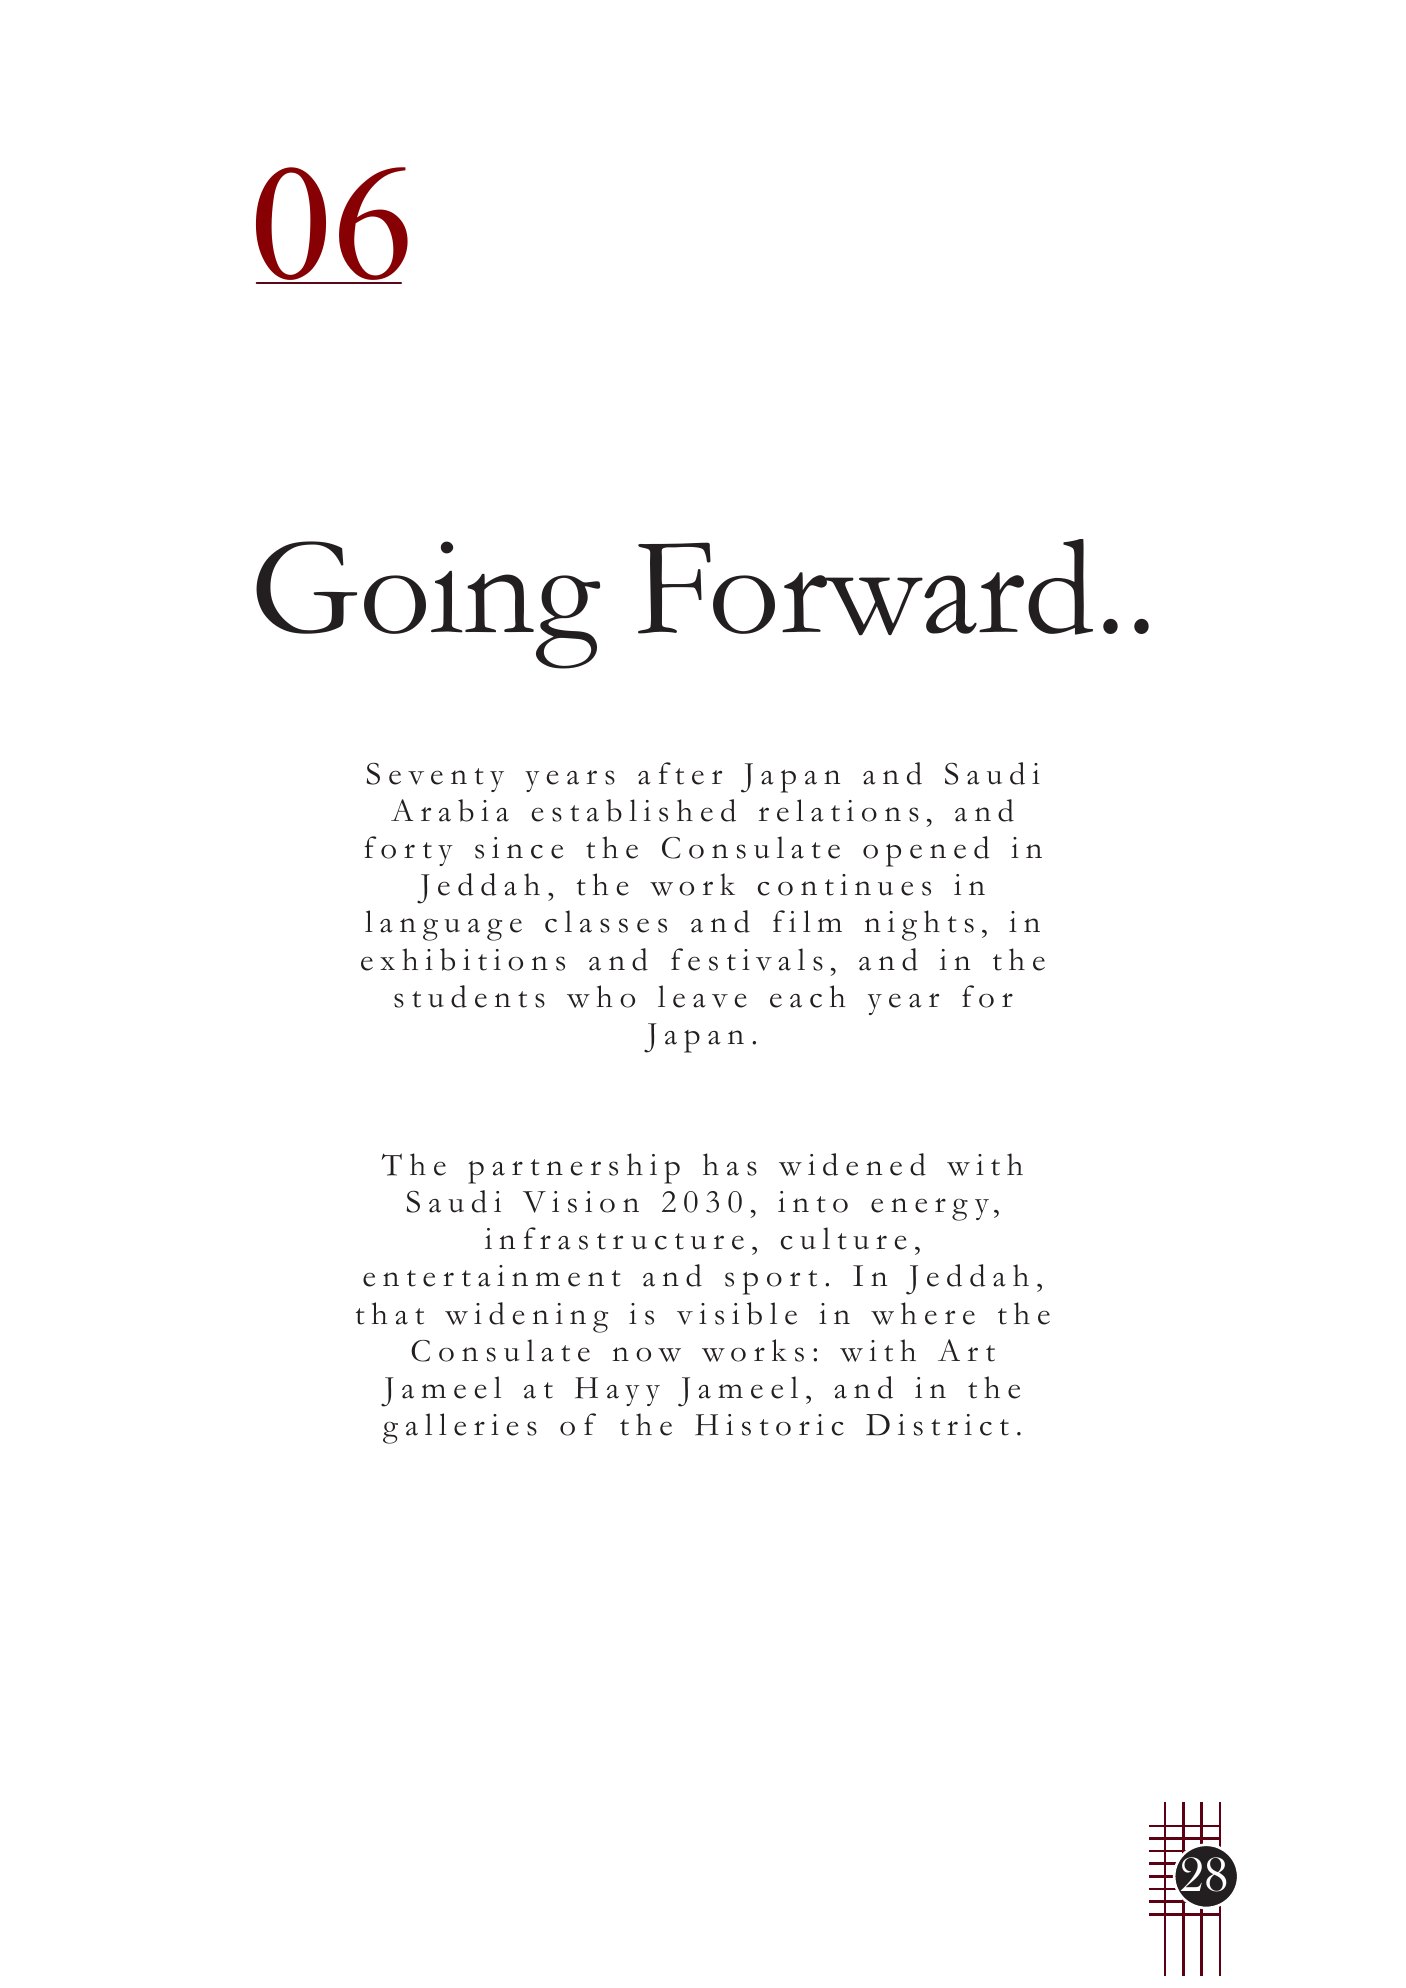 06
Going Forward..
Seventy years after Japan and Saudi
Arabia established relations, and
forty since the Consulate opened in
Jeddah, the work continues in
language classes and film nights, in
exhibitions and festivals, and in the
students who leave each year for
Japan.
The partnership has widened with
Saudi Vision 2030, into energy,
infrastructure, culture,
entertainment and sport. In Jeddah,
that widening is visible in where the
Consulate now works: with Art
Jameel at Hayy Jameel, and in the
galleries of the Historic District.
28